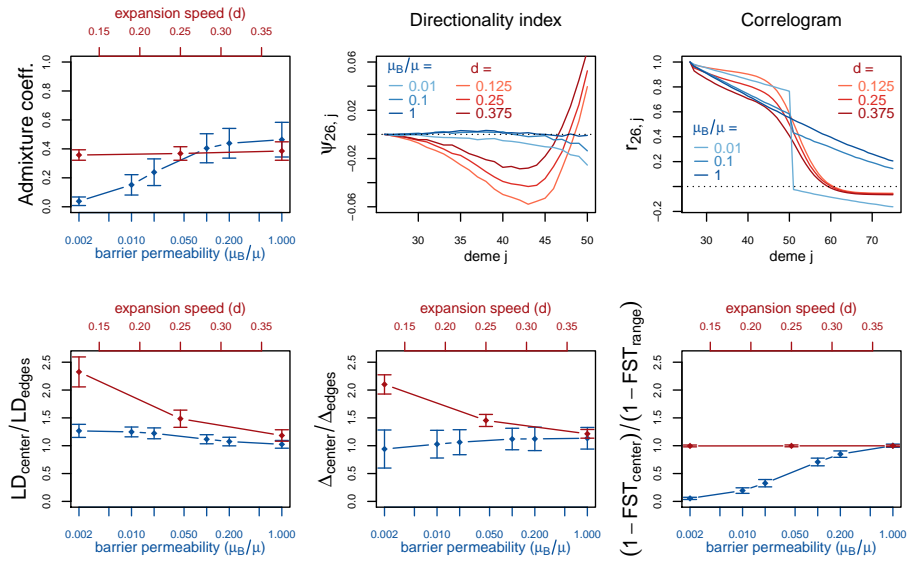 expansion speed (d)
0.15 0.20 0.25 0.30 0.35
Admixture coeff.
0.0 0.2 0.4 0.6 0.8 1.0
0.002 0.010 0.050 0.200 1.000
barrier permeability (μB/μ)
Directionality index
Ψ26, j
-0.06 -0.02 0.02 0.06
μB/μ = d =
0.01 0.125
0.1 0.25
1 0.375
30 35 40 45 50
deme j
Correlogram
r26, j
-0.2 0.0 0.2 0.4 0.6 0.8 1.0
d =
0.125
0.25
0.375
μB/μ =
0.01
0.1
1
30 40 50 60 70
deme j
expansion speed (d)
0.15 0.20 0.25 0.30 0.35
LDcenter/LDedges
0.0 0.5 1.0 1.5 2.0 2.5
0.002 0.010 0.050 0.200 1.000
barrier permeability (μB/μ)
expansion speed (d)
0.15 0.20 0.25 0.30 0.35
Δcenter/Δedges
0.0 0.5 1.0 1.5 2.0 2.5
0.002 0.010 0.050 0.200 1.000
barrier permeability (μB/μ)
expansion speed (d)
0.15 0.20 0.25 0.30 0.35
(1−FSTcenter)/(1−FSTrange)
0.0 0.5 1.0 1.5 2.0 2.5
0.002 0.010 0.050 0.200 1.000
barrier permeability (μB/μ)